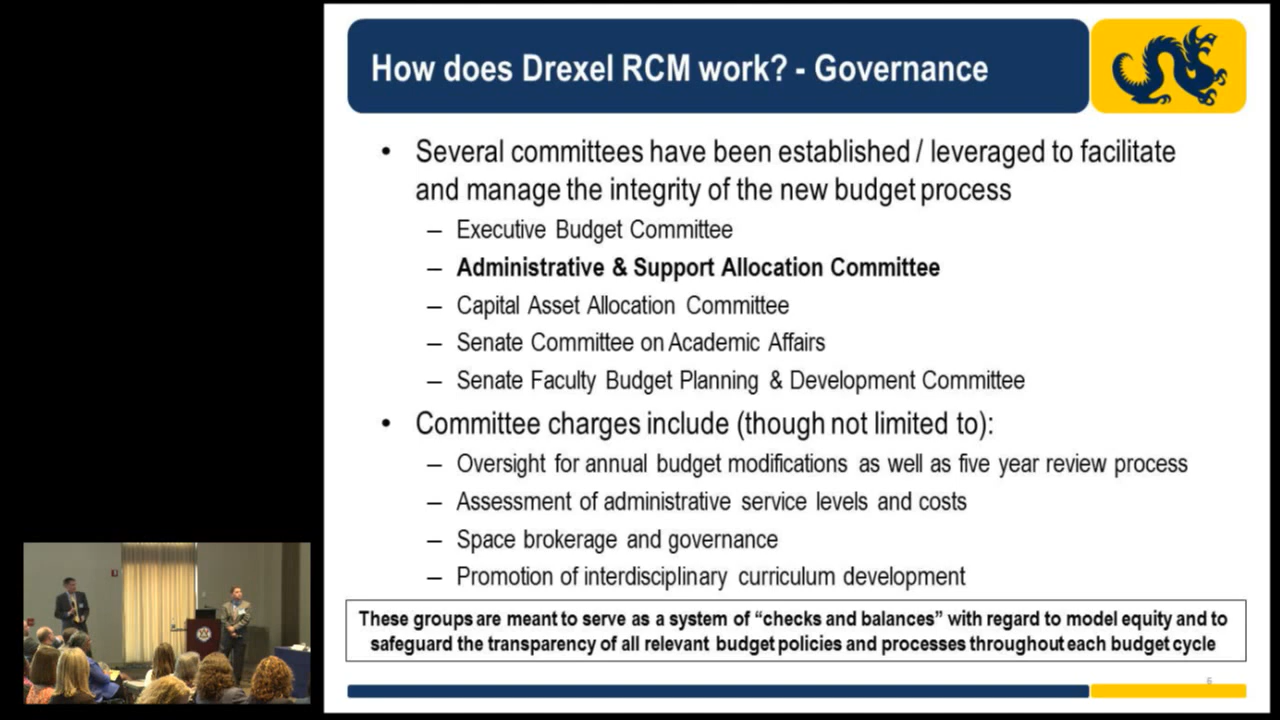 How does Drexel RCM work? - Governance
• Several committees have been established / leveraged to facilitate
and manage the integrity of the new budget process
– Executive Budget Committee
– Administrative & Support Allocation Committee
– Capital Asset Allocation Committee
– Senate Committee on Academic Affairs
– Senate Faculty Budget Planning & Development Committee
• Committee charges include (though not limited to):
– Oversight for annual budget modifications as well as five year review process
– Assessment of administrative service levels and costs
– Space brokerage and governance
– Promotion of interdisciplinary curriculum development
These groups are meant to serve as a system of “checks and balances” with regard to model equity and to
safeguard the transparency of all relevant budget policies and processes throughout each budget cycle
6